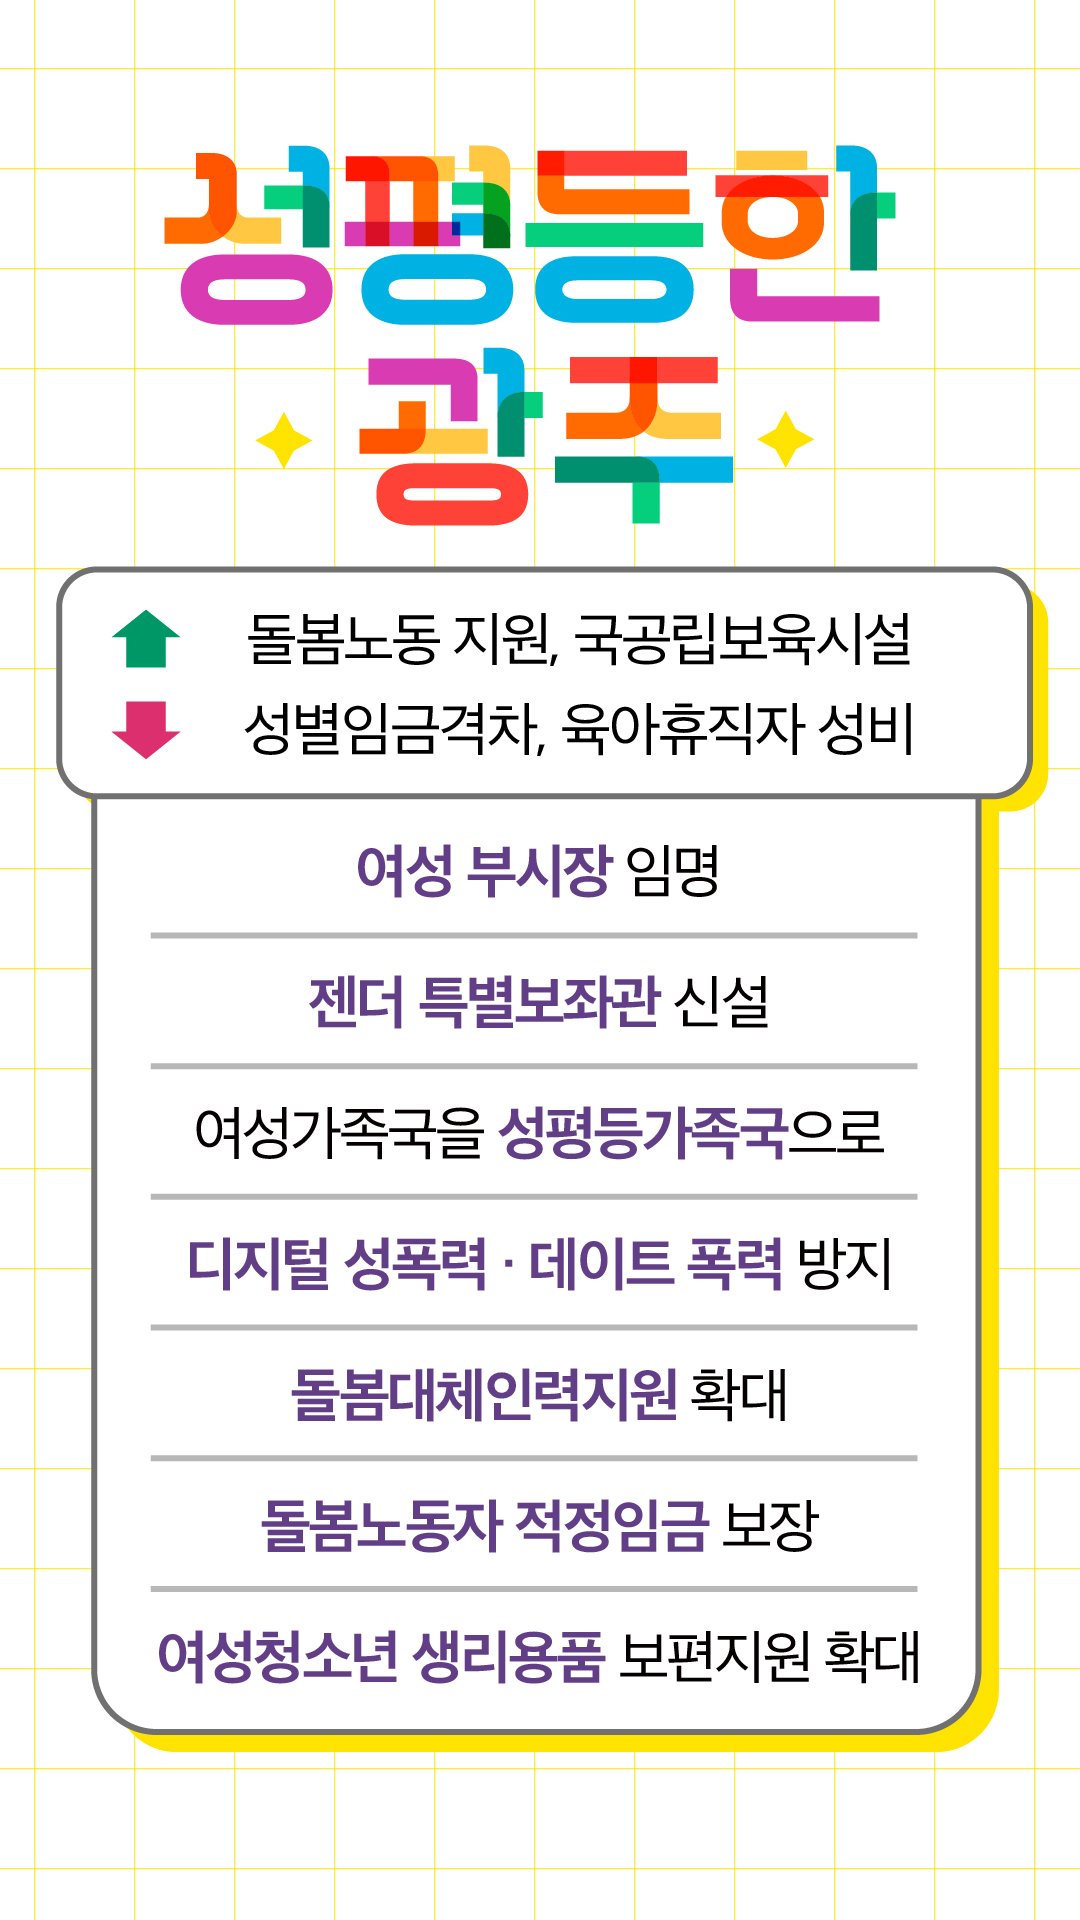 성평등한
광주
돌봄노동 지원, 국공립보육시설
성별임금격차, 육아휴직자 성비
여성 부시장 임명
젠더 특별보좌관 신설
여성가족국을 성평등가족국으로
디지털 성폭력 · 데이트 폭력 방지
돌봄대체인력지원 확대
돌봄노동자 적정임금 보장
여성청소년 생리용품 보편지원 확대